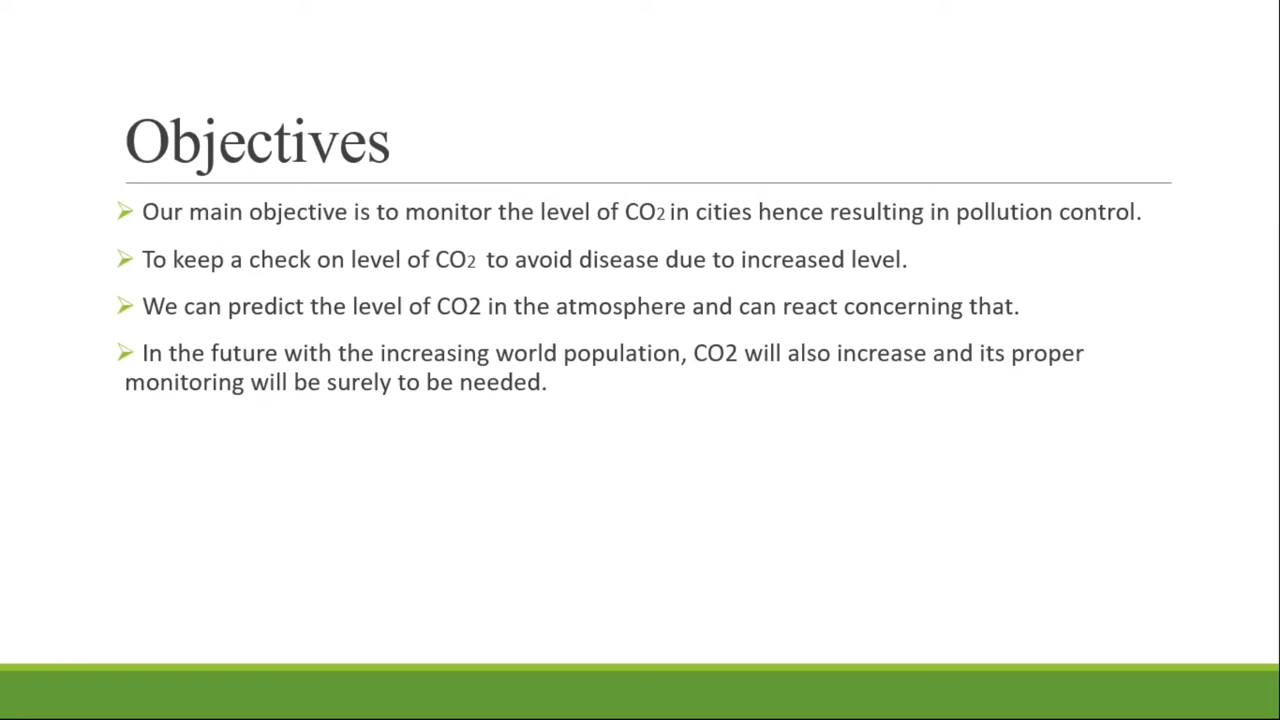 Objectives
Our main objective is to monitor the level of CO2 in cities hence resulting in pollution control.
To keep a check on level of CO2 to avoid disease due to increased level.
We can predict the level of CO2 in the atmosphere and can react concerning that.
In the future with the increasing world population, CO2 will also increase and its proper
monitoring will be surely to be needed.